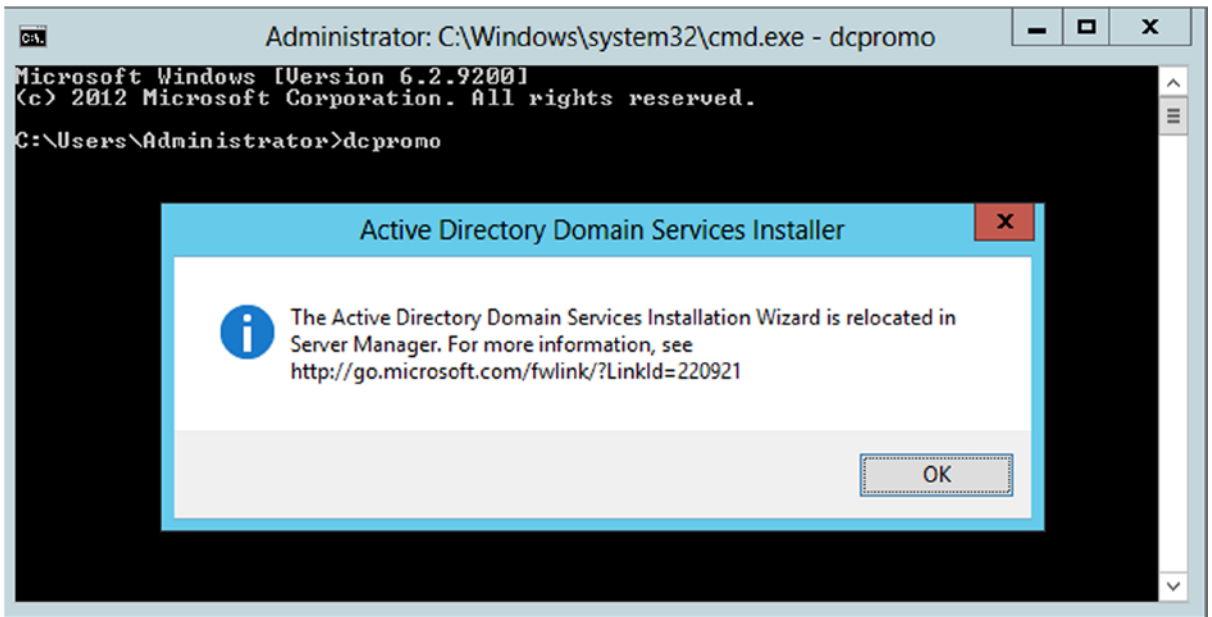 Administrator: C:\Windows\system32\cmd.exe - dcpromo
Microsoft Windows [Version 6.2.9200]
(c) 2012 Microsoft Corporation. All rights reserved.
C:\Users\Administrator>dcpromo
Active Directory Domain Services Installer
The Active Directory Domain Services Installation Wizard is relocated in
Server Manager. For more information, see
http://go.microsoft.com/fwlink/?LinkId=220921
OK